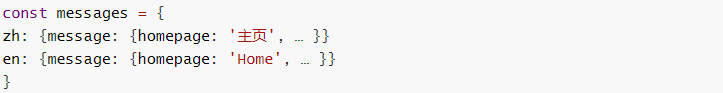 const messages = {
zh: {message: {homepage: '主页', … }}
en: {message: {homepage: 'Home', … }}
}